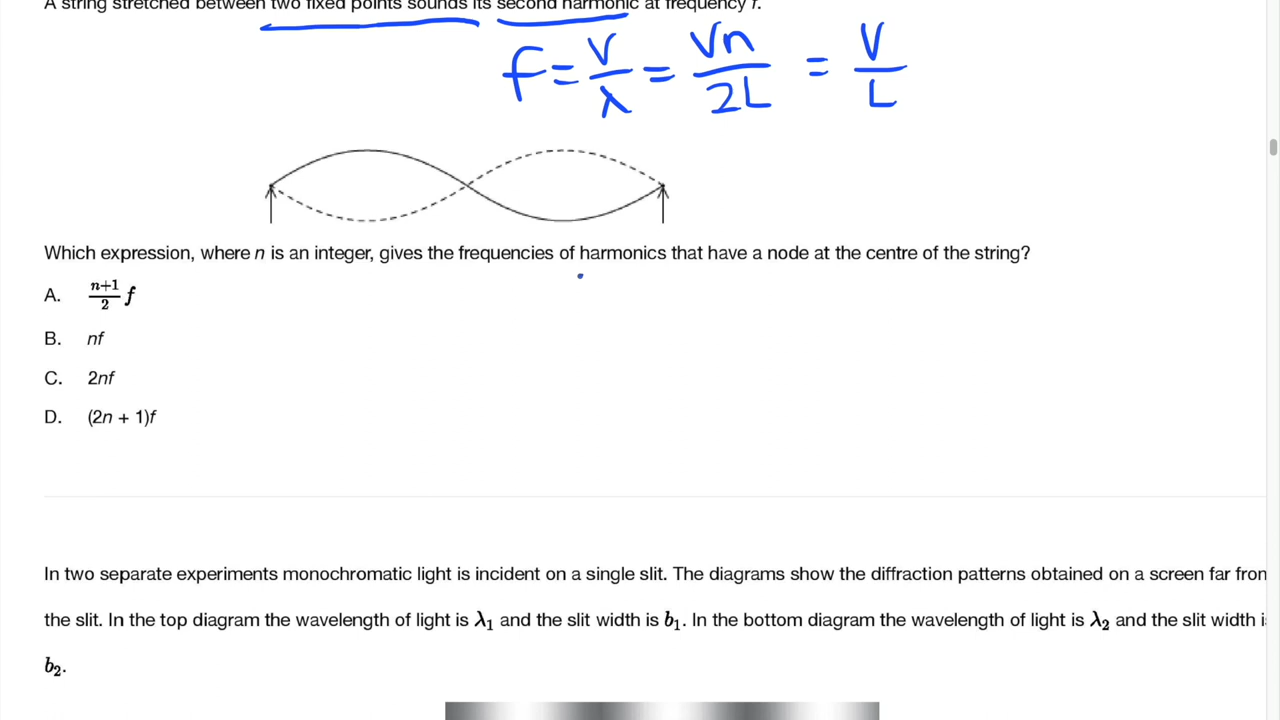 A string stretched between two fixed points sounds its second harmonic at frequency f.
f = v/λ = vn/2L = v/L
Which expression, where n is an integer, gives the frequencies of harmonics that have a node at the centre of the string?
A. n+1/2 f
B. nf
C. 2nf
D. (2n + 1)f
In two separate experiments monochromatic light is incident on a single slit. The diagrams show the diffraction patterns obtained on a screen far from
the slit. In the top diagram the wavelength of light is λ₁ and the slit width is b₁. In the bottom diagram the wavelength of light is λ₂ and the slit width i
b₂.